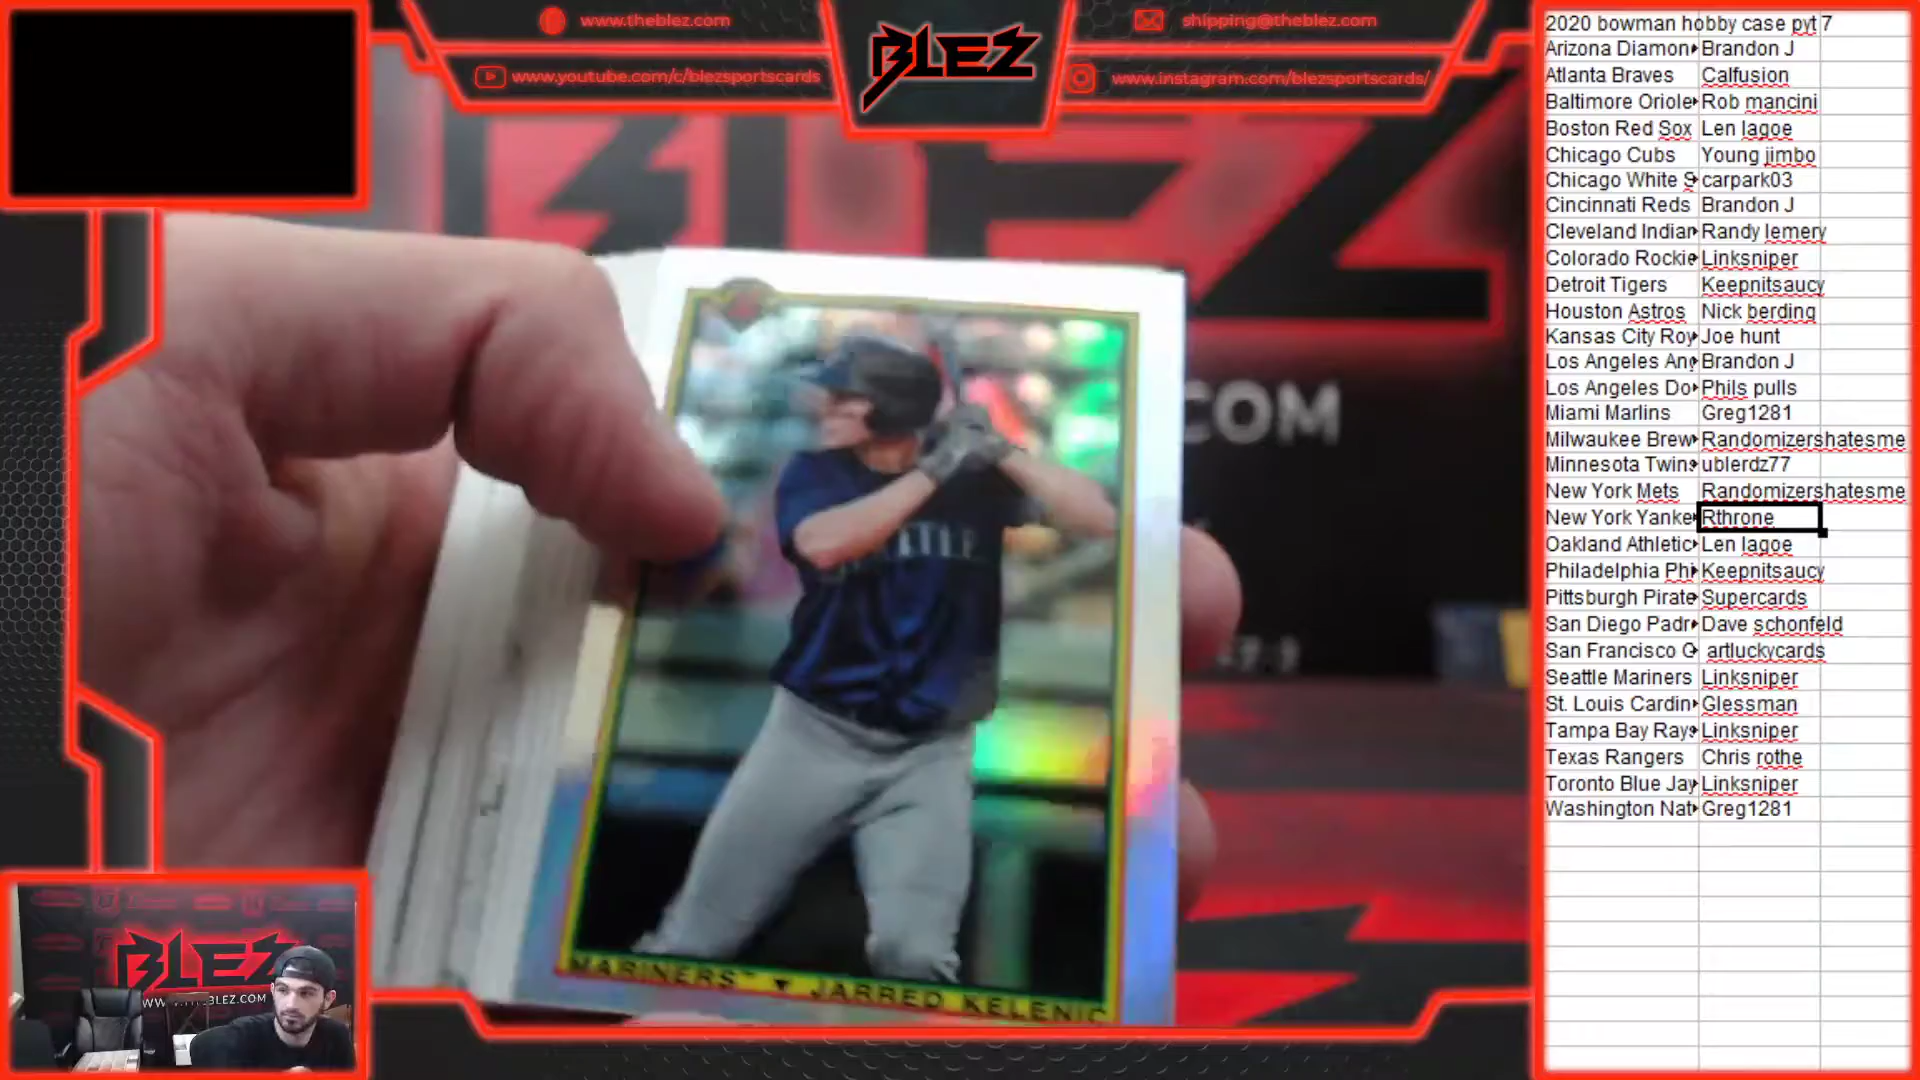 www.theblez.com
BLEZ
shipping@theblez.com
www.youtube.com/c/blezsportscards
www.instagram.com/blezsportscards/
.COM
SEATTLE
MARINERS™ ▼ JARRED KELENIC
BLEZ
WWW.THEBLEZ.COM
2020 bowman hobby case pyt 7
Arizona Diamon Brandon J
Atlanta Braves Calfusion
Baltimore Oriole Rob mancini
Boston Red Sox Len lagoe
Chicago Cubs Young jimbo
Chicago White S carpark03
Cincinnati Reds Brandon J
Cleveland Indian Randy lemery
Colorado Rockie Linksniper
Detroit Tigers Keepnitsaucy
Houston Astros Nick berding
Kansas City Roy Joe hunt
Los Angeles Ang Brandon J
Los Angeles Do Phils pulls
Miami Marlins Greg1281
Milwaukee Brew Randomizershatesme
Minnesota Twins ublerdz77
New York Mets Randomizershatesme
New York Yanke Rthrone
Oakland Athletic Len lagoe
Philadelphia Phi Keepnitsaucy
Pittsburgh Pirate Supercards
San Diego Padr Dave schonfeld
San Francisco G artluckycards
Seattle Mariners Linksniper
St. Louis Cardin Glessman
Tampa Bay Rays Linksniper
Texas Rangers Chris rothe
Toronto Blue Jay Linksniper
Washington Nat Greg1281